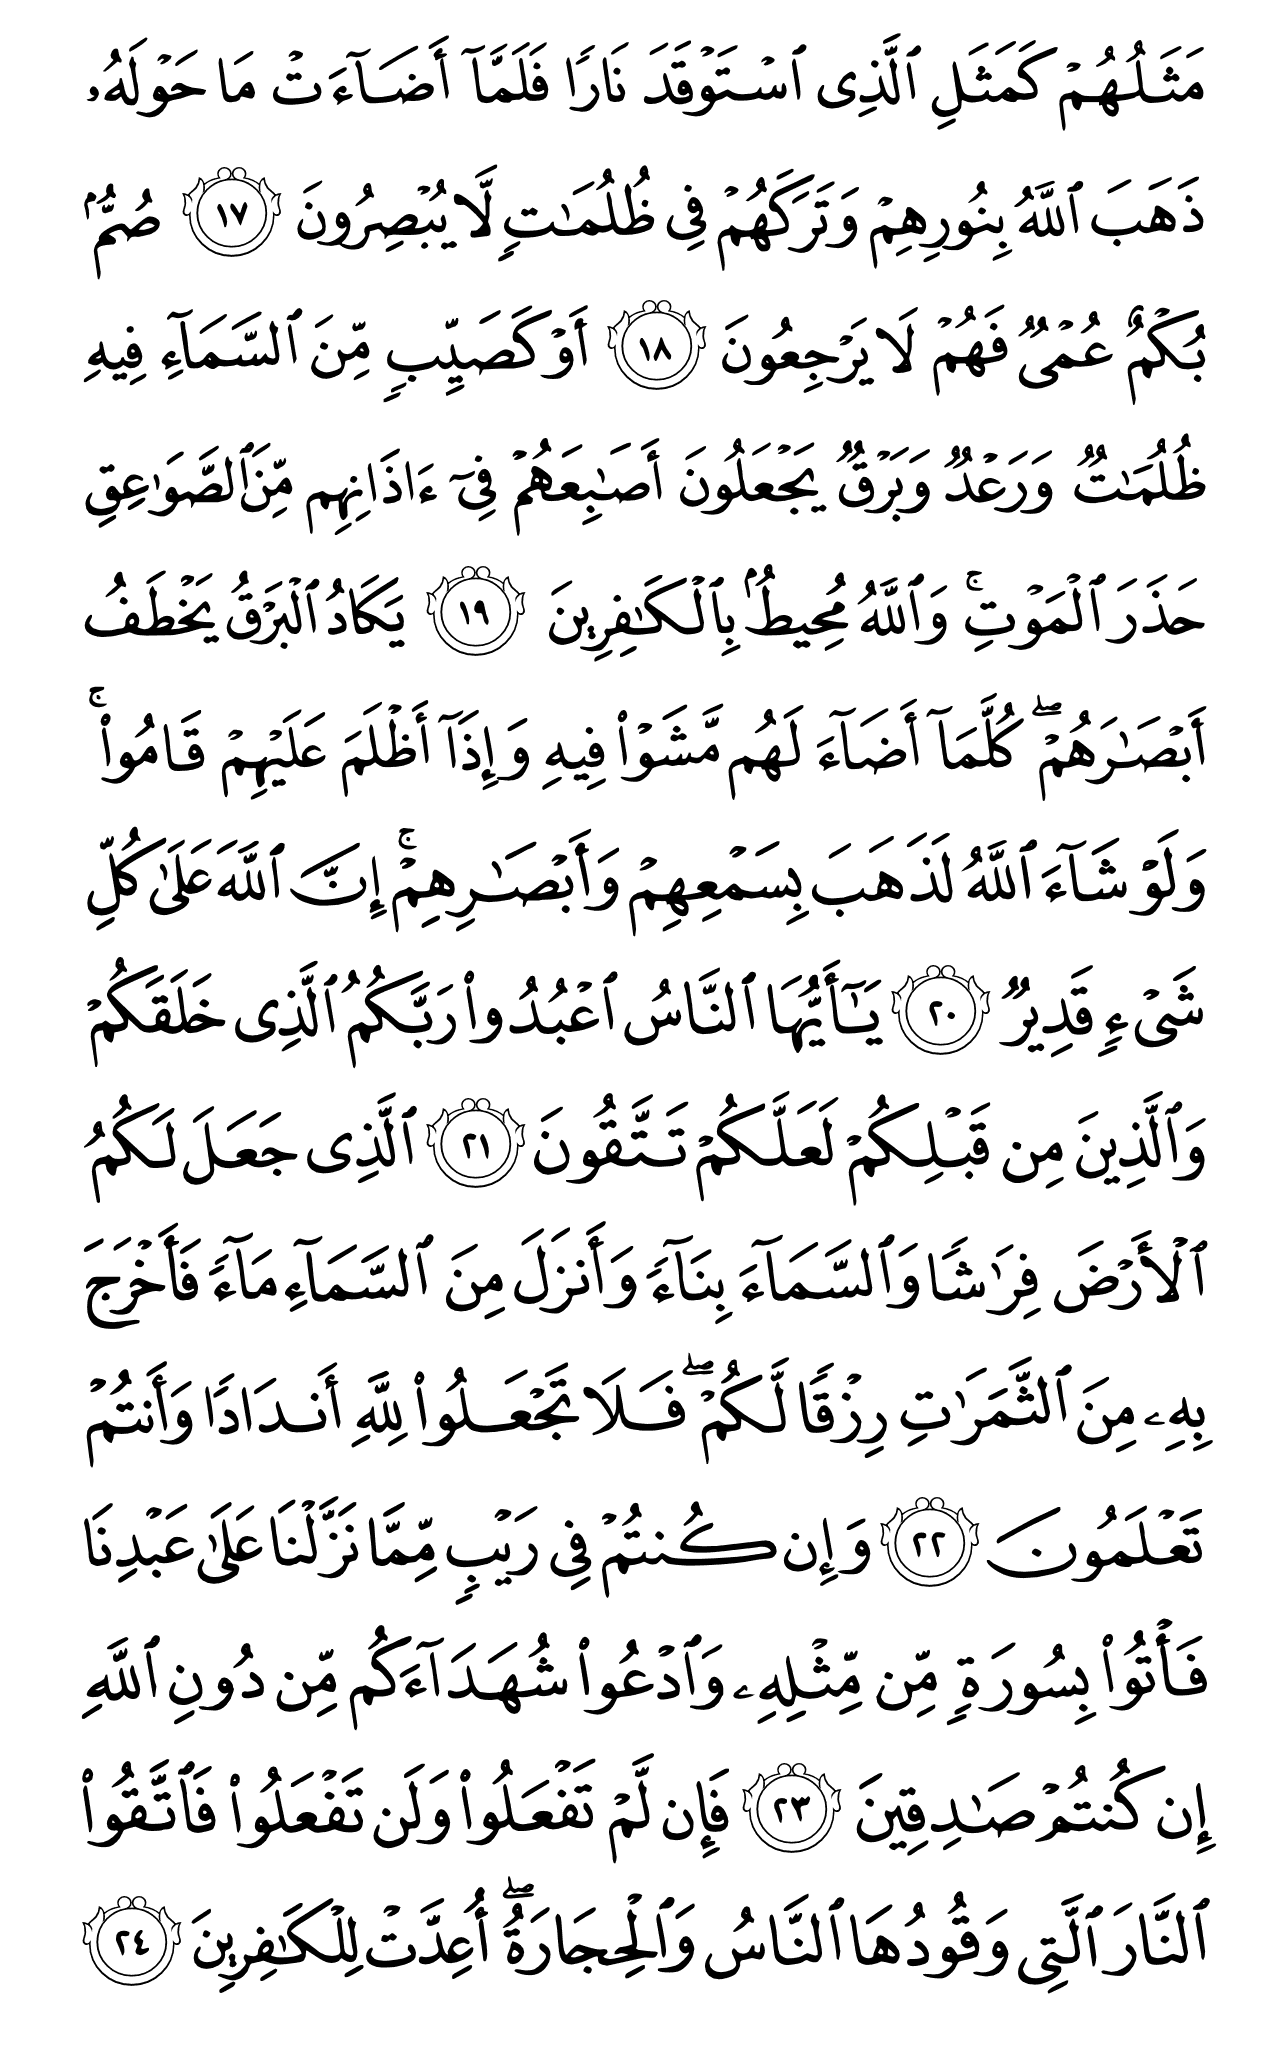 مَثَلُهُمْ كَمَثَلِ ٱلَّذِى ٱسْتَوْقَدَ نَارًا فَلَمَّآ أَضَآءَتْ مَا حَوْلَهُۥ
ذَهَبَ ٱللَّهُ بِنُورِهِمْ وَتَرَكَهُمْ فِى ظُلُمَـٰتٍ لَّا يُبْصِرُونَ ١٧ صُمٌّۢ
بُكْمٌ عُمْىٌ فَهُمْ لَا يَرْجِعُونَ ١٨ أَوْ كَصَيِّبٍ مِّنَ ٱلسَّمَآءِ فِيهِ
ظُلُمَـٰتٌ وَرَعْدٌ وَبَرْقٌ يَجْعَلُونَ أَصَـٰبِعَهُمْ فِىٓ ءَاذَانِهِم مِّنَ ٱلصَّوَٰعِقِ
حَذَرَ ٱلْمَوْتِ ۚ وَٱللَّهُ مُحِيطٌۢ بِٱلْكَـٰفِرِينَ ١٩ يَكَادُ ٱلْبَرْقُ يَخْطَفُ
أَبْصَـٰرَهُمْ ۖ كُلَّمَآ أَضَآءَ لَهُم مَّشَوْا۟ فِيهِ وَإِذَآ أَظْلَمَ عَلَيْهِمْ قَامُوا۟ ۚ
وَلَوْ شَآءَ ٱللَّهُ لَذَهَبَ بِسَمْعِهِمْ وَأَبْصَـٰرِهِمْ ۚ إِنَّ ٱللَّهَ عَلَىٰ كُلِّ
شَىْءٍ قَدِيرٌ ٢٠ يَـٰٓأَيُّهَا ٱلنَّاسُ ٱعْبُدُوا۟ رَبَّكُمُ ٱلَّذِى خَلَقَكُمْ
وَٱلَّذِينَ مِن قَبْلِكُمْ لَعَلَّكُمْ تَتَّقُونَ ٢١ ٱلَّذِى جَعَلَ لَكُمُ
ٱلْأَرْضَ فِرَٰشًا وَٱلسَّمَآءَ بِنَآءً وَأَنزَلَ مِنَ ٱلسَّمَآءِ مَآءً فَأَخْرَجَ
بِهِۦ مِنَ ٱلثَّمَرَٰتِ رِزْقًا لَّكُمْ ۖ فَلَا تَجْعَلُوا۟ لِلَّهِ أَندَادًا وَأَنتُمْ
تَعْلَمُونَ ٢٢ وَإِن كُنتُمْ فِى رَيْبٍ مِّمَّا نَزَّلْنَا عَلَىٰ عَبْدِنَا
فَأْتُوا۟ بِسُورَةٍ مِّن مِّثْلِهِۦ وَٱدْعُوا۟ شُهَدَآءَكُم مِّن دُونِ ٱللَّهِ
إِن كُنتُمْ صَـٰدِقِينَ ٢٣ فَإِن لَّمْ تَفْعَلُوا۟ وَلَن تَفْعَلُوا۟ فَٱتَّقُوا۟
ٱلنَّارَ ٱلَّتِى وَقُودُهَا ٱلنَّاسُ وَٱلْحِجَارَةُ ۖ أُعِدَّتْ لِلْكَـٰفِرِينَ ٢٤